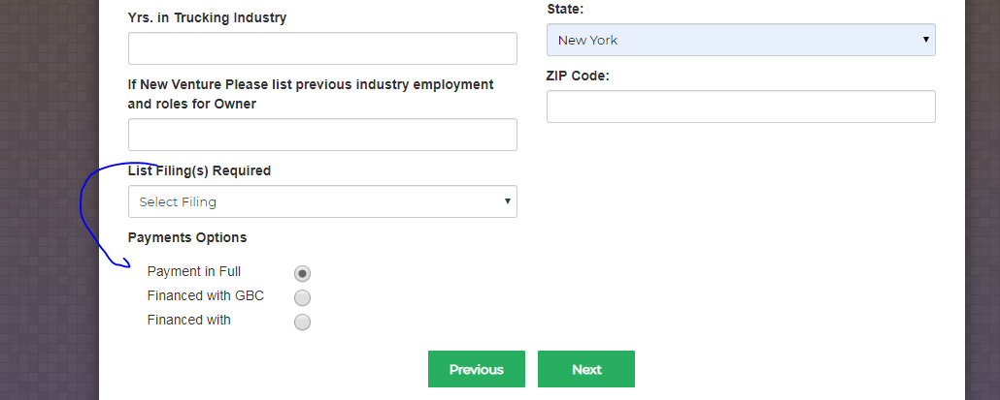 Yrs. in Trucking Industry
If New Venture Please list previous industry employment
and roles for Owner
List Filing(s) Required
Select Filing
Payments Options
Payment in Full
Financed with GBC
Financed with
State:
New York
ZIP Code:
Previous
Next